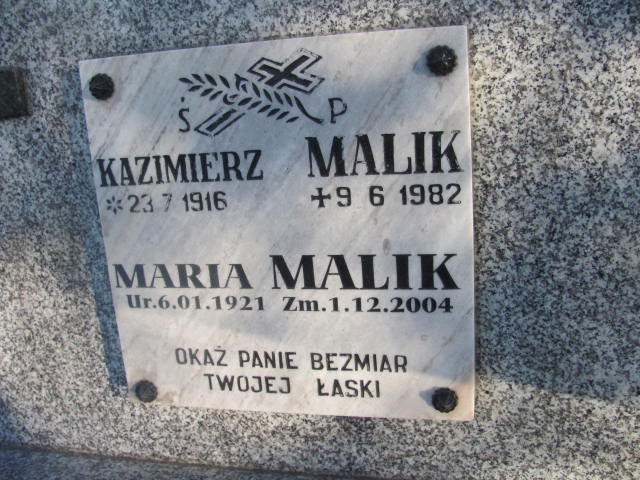 Ś P
KAZIMIERZ MALIK
*23 7 1916 +9 6 1982
MARIA MALIK
Ur.6.01.1921 Zm.1.12.2004
OKAŻ PANIE BEZMIAR
TWOJEJ ŁASKI